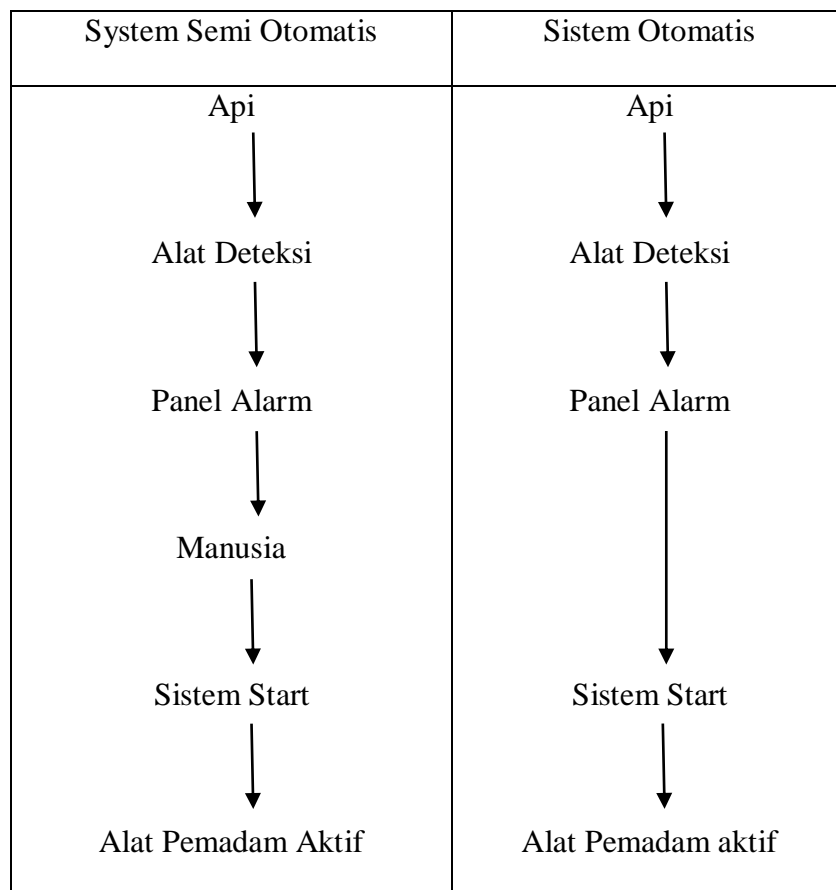 System Semi Otomatis
Sistem Otomatis
Api
Alat Deteksi
Panel Alarm
Manusia
Sistem Start
Alat Pemadam Aktif
Api
Alat Deteksi
Panel Alarm
Sistem Start
Alat Pemadam aktif